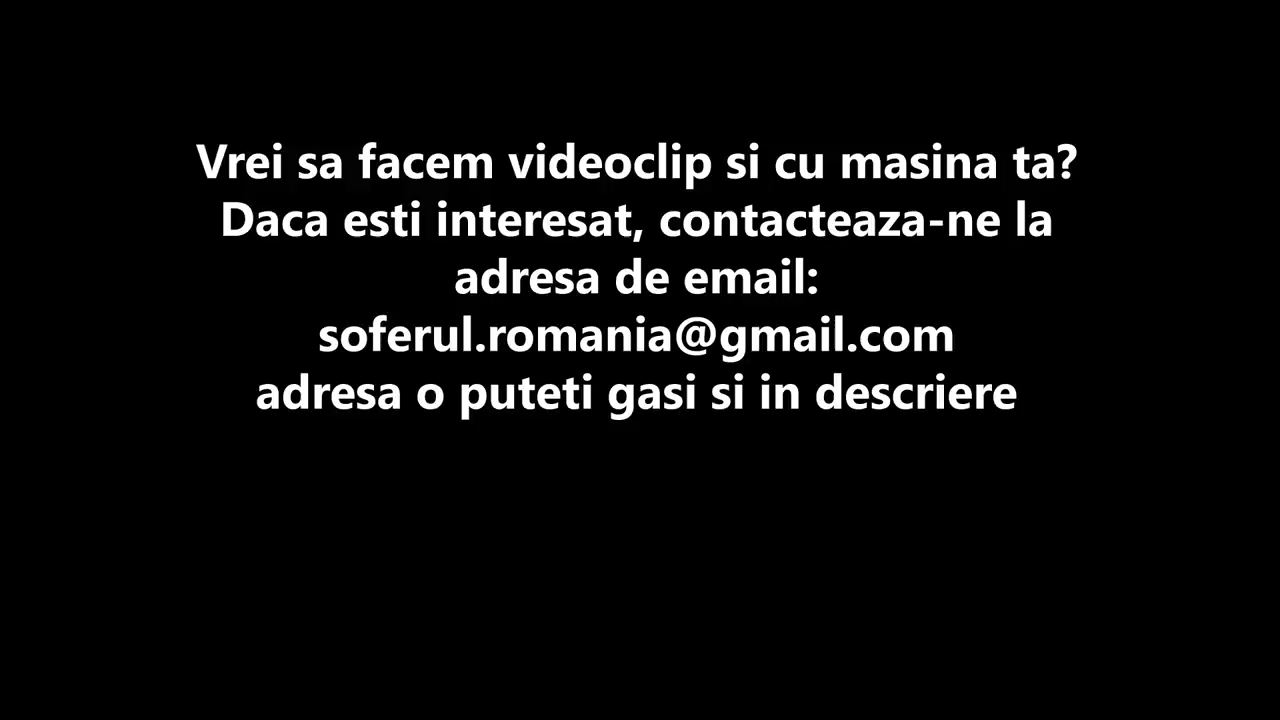 Vrei sa facem videoclip si cu masina ta?
Daca esti interesat, contacteaza-ne la
adresa de email:
soferul.romania@gmail.com
adresa o puteti gasi si in descriere